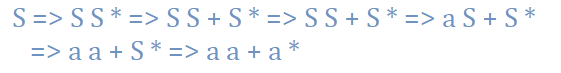 S => S S * => S S + S * => S S + S * => a S + S *
=> a a + S * => a a + a *